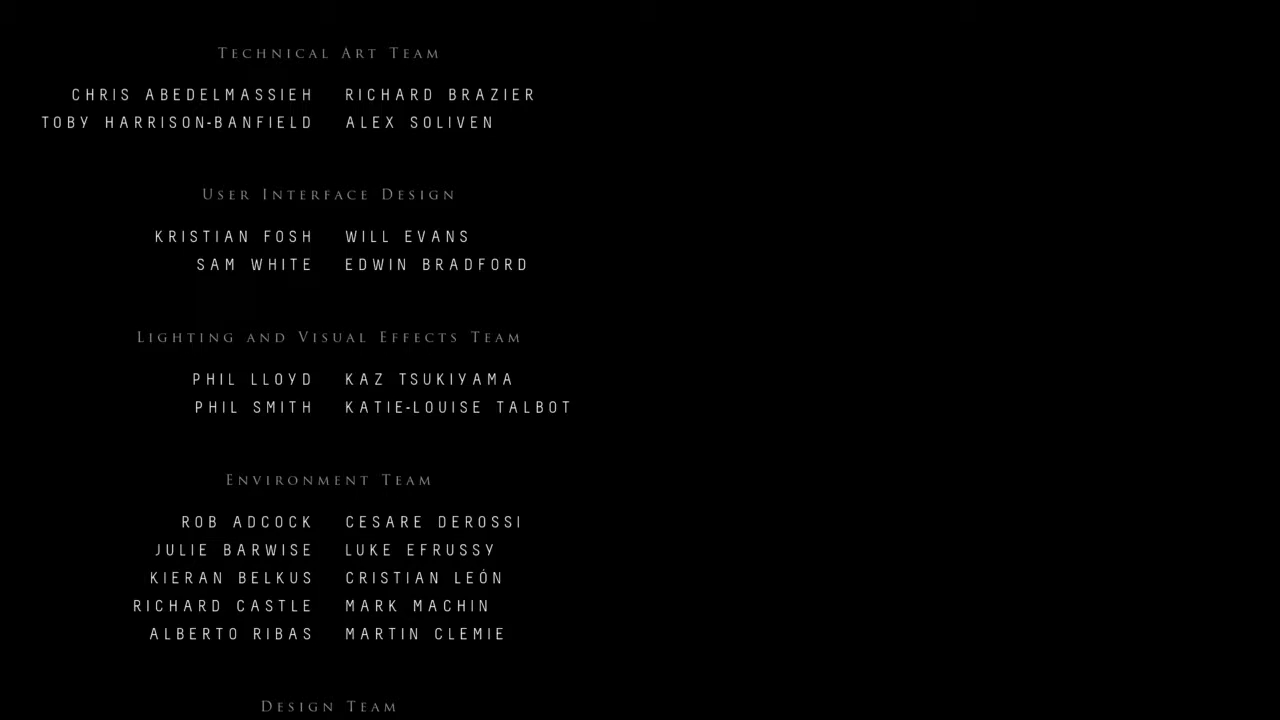 Technical Art Team
CHRIS ABEDELMASSIEH RICHARD BRAZIER
TOBY HARRISON-BANFIELD ALEX SOLIVEN
User Interface Design
KRISTIAN FOSH WILL EVANS
SAM WHITE EDWIN BRADFORD
Lighting and Visual Effects Team
PHIL LLOYD KAZ TSUKIYAMA
PHIL SMITH KATIE-LOUISE TALBOT
Environment Team
ROB ADCOCK CESARE DEROSSI
JULIE BARWISE LUKE EFRUSSY
KIERAN BELKUS CRISTIAN LEÓN
RICHARD CASTLE MARK MACHIN
ALBERTO RIBAS MARTIN CLEMIE
Design Team